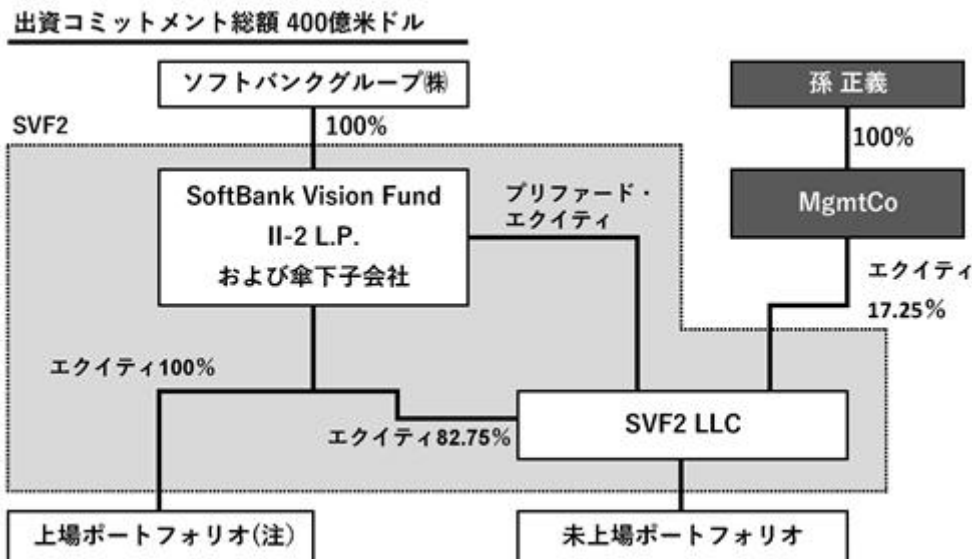 出資コミットメント総額 400億米ドル
ソフトバンクグループ㈱
孫 正義
SVF2
100%
100%
SoftBank Vision Fund
II-2 L.P.
および傘下子会社
プリファード・
エクイティ
MgmtCo
エクイティ
17.25%
エクイティ100%
エクイティ82.75%
SVF2 LLC
上場ポートフォリオ(注)
未上場ポートフォリオ